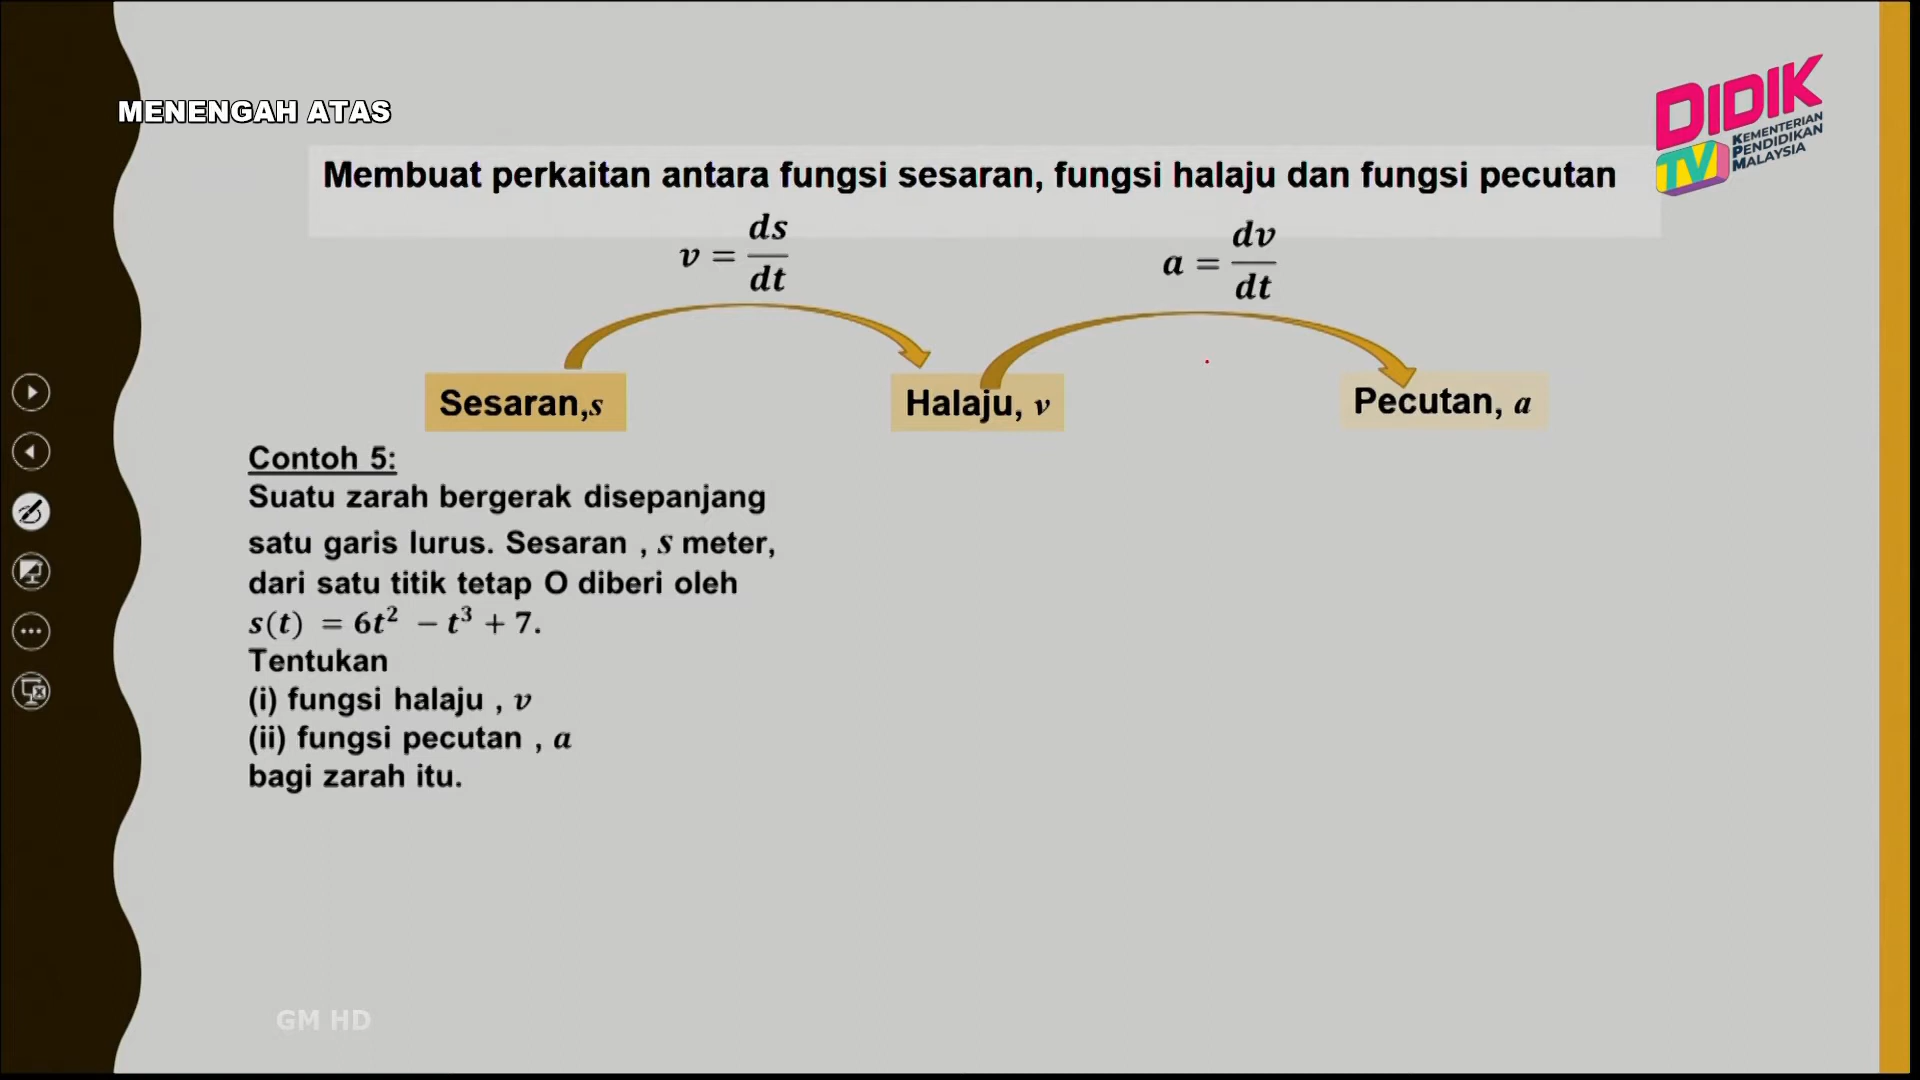 MENENGAH ATAS
DIDIK
TV
KEMENTERIAN
PENDIDIKAN
MALAYSIA
Membuat perkaitan antara fungsi sesaran, fungsi halaju dan fungsi pecutan
v = ds/dt
a = dv/dt
Sesaran,s
Halaju, v
Pecutan, a
Contoh 5:
Suatu zarah bergerak disepanjang
satu garis lurus. Sesaran , s meter,
dari satu titik tetap O diberi oleh
s(t) = 6t² − t³ + 7.
Tentukan
(i) fungsi halaju , v
(ii) fungsi pecutan , a
bagi zarah itu.
GM HD